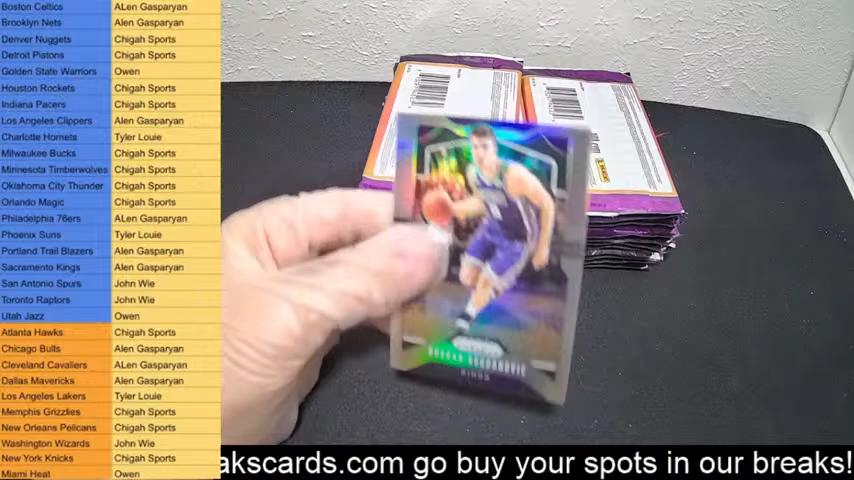 Boston Celtics ALen Gasparyan
Brooklyn Nets Alen Gasparyan
Denver Nuggets Chigah Sports
Detroit Pistons Chigah Sports
Golden State Warriors Owen
Houston Rockets Chigah Sports
Indiana Pacers Chigah Sports
Los Angeles Clippers Alen Gasparyan
Charlotte Hornets Tyler Louie
Milwaukee Bucks Chigah Sports
Minnesota Timberwolves Chigah Sports
Oklahoma City Thunder Chigah Sports
Orlando Magic Chigah Sports
Philadelphia 76ers ALen Gasparyan
Phoenix Suns Tyler Louie
Portland Trail Blazers Alen Gasparyan
Sacramento Kings Alen Gasparyan
San Antonio Spurs John Wie
Toronto Raptors John Wie
Utah Jazz Owen
Atlanta Hawks Chigah Sports
Chicago Bulls Alen Gasparyan
Cleveland Cavaliers ALen Gasparyan
Dallas Mavericks Alen Gasparyan
Los Angeles Lakers Tyler Louie
Memphis Grizzlies Chigah Sports
New Orleans Pelicans Chigah Sports
Washington Wizards John Wie
New York Knicks Chigah Sports
Miami Heat Owen
KINGS
akscards.com go buy your spots in our breaks!